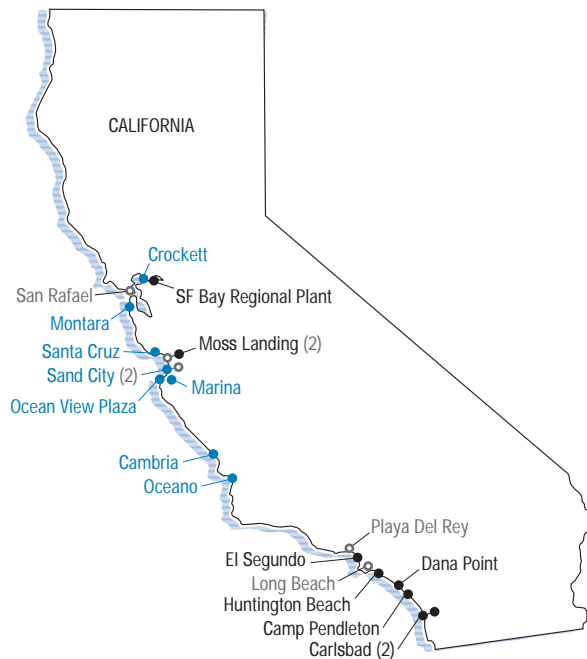 CALIFORNIA
Crockett
San Rafael
SF Bay Regional Plant
Montara
Santa Cruz
Moss Landing (2)
Sand City (2)
Marina
Ocean View Plaza
Cambria
Oceano
Playa Del Rey
El Segundo
Dana Point
Long Beach
Huntington Beach
Camp Pendleton
Carlsbad (2)